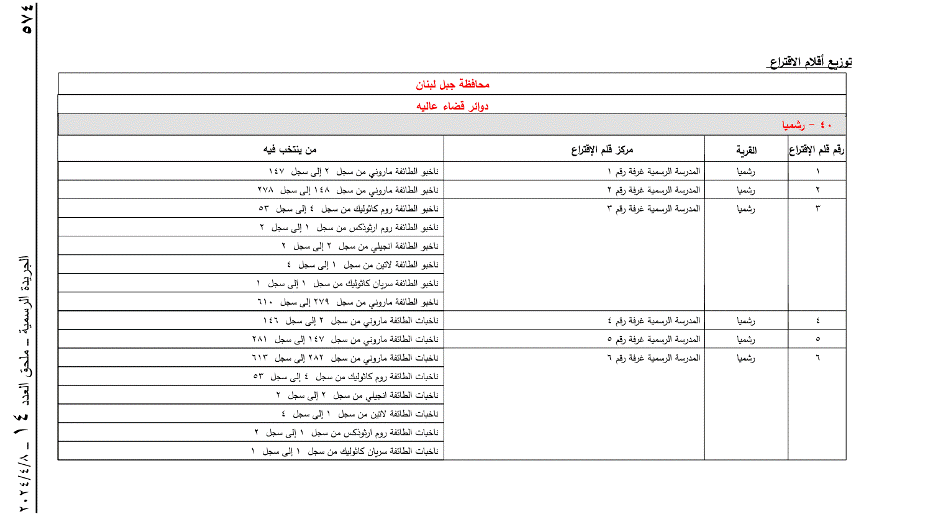 ٥٧٤
توزيع أقلام الاقتراع
محافظة جبل لبنان
دوائر قضاء عاليه
٤٠ - رشميا
رقم قلم الإقتراع القرية مركز قلم الإقتراع من ينتخب فيه
١ رشميا المدرسة الرسمية غرفة رقم ١ ناخبو الطائفة ماروني من سجل ٢ إلى سجل ١٤٧
٢ رشميا المدرسة الرسمية غرفة رقم ٢ ناخبو الطائفة ماروني من سجل ١٤٨ إلى سجل ٢٧٨
٣ رشميا المدرسة الرسمية غرفة رقم ٣ ناخبو الطائفة روم كاثوليك من سجل ٤ إلى سجل ٥٣
ناخبو الطائفة روم ارثوذكس من سجل ١ إلى سجل ٢
ناخبو الطائفة انجيلي من سجل ٢ إلى سجل ٢
ناخبو الطائفة لاتين من سجل ١ إلى سجل ٤
ناخبو الطائفة سريان كاثوليك من سجل ١ إلى سجل ١
ناخبو الطائفة ماروني من سجل ٢٧٩ إلى سجل ٦١٠
٤ رشميا المدرسة الرسمية غرفة رقم ٤ ناخبات الطائفة ماروني من سجل ٢ إلى سجل ١٤٦
٥ رشميا المدرسة الرسمية غرفة رقم ٥ ناخبات الطائفة ماروني من سجل ١٤٧ إلى سجل ٢٨١
٦ رشميا المدرسة الرسمية غرفة رقم ٦ ناخبات الطائفة ماروني من سجل ٢٨٢ إلى سجل ٦١٣
ناخبات الطائفة روم كاثوليك من سجل ٤ إلى سجل ٥٣
ناخبات الطائفة انجيلي من سجل ٢ إلى سجل ٢
ناخبات الطائفة لاتين من سجل ١ إلى سجل ٤
ناخبات الطائفة روم ارثوذكس من سجل ١ إلى سجل ٢
ناخبات الطائفة سريان كاثوليك من سجل ١ إلى سجل ١
الجريدة الرسمية – ملحق العدد ١٤ – ٢٠٢٤/٤/٨